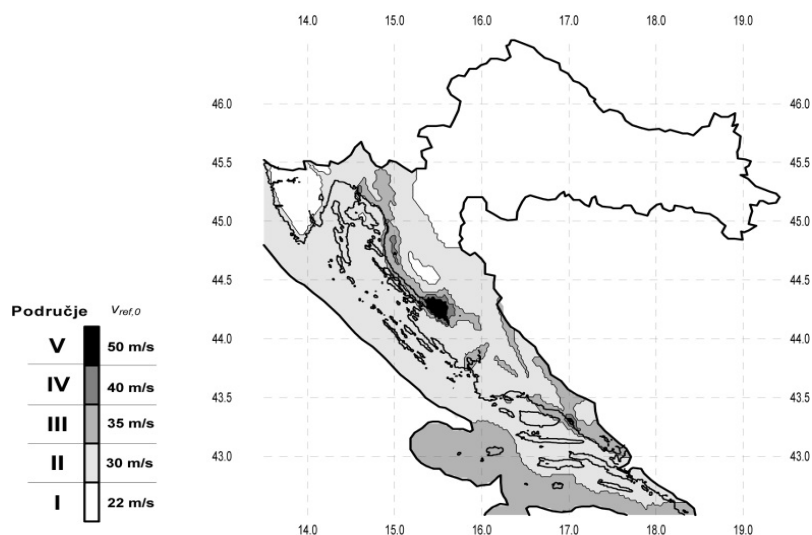 14.0 15.0 16.0 17.0 18.0 19.0
46.0 46.0
45.5 45.5
45.0 45.0
44.5 44.5
44.0 44.0
43.5 43.5
43.0 43.0
14.0 15.0 16.0 17.0 18.0 19.0
Područje Vref,0
V 50 m/s
IV 40 m/s
III 35 m/s
II 30 m/s
I 22 m/s